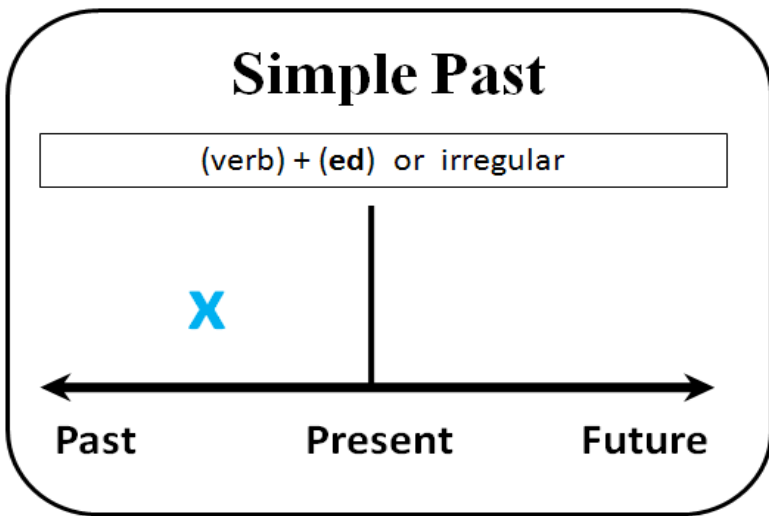 Simple Past
(verb) + (ed) or irregular
X
Past Present Future